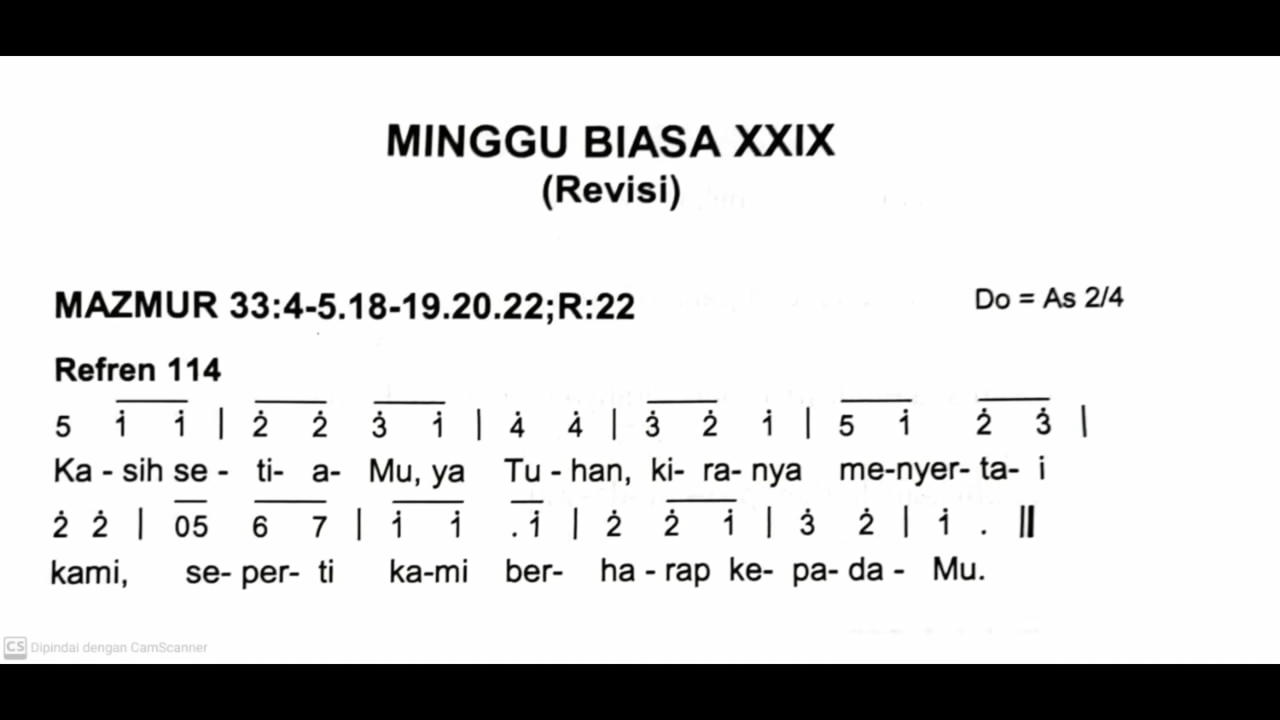 MINGGU BIASA XXIX
(Revisi)
MAZMUR 33:4-5.18-19.20.22;R:22
Do = As 2/4
Refren 114
5 1̇ 1̇ | 2̇ 2̇ 3̇ 1̇ | 4̇ 4̇ | 3̇ 2̇ 1̇ | 5 1̇ 2̇ 3̇ |
Ka - sih se - ti- a- Mu, ya Tu - han, ki- ra- nya me-nyer- ta- i
2̇ 2̇ | 05 6 7 | 1̇ 1̇ . 1̇ | 2̇ 2̇ 1̇ | 3̇ 2̇ | 1̇ . ||
kami, se- per- ti ka-mi ber- ha - rap ke- pa- da - Mu.
CS Dipindai dengan CamScanner